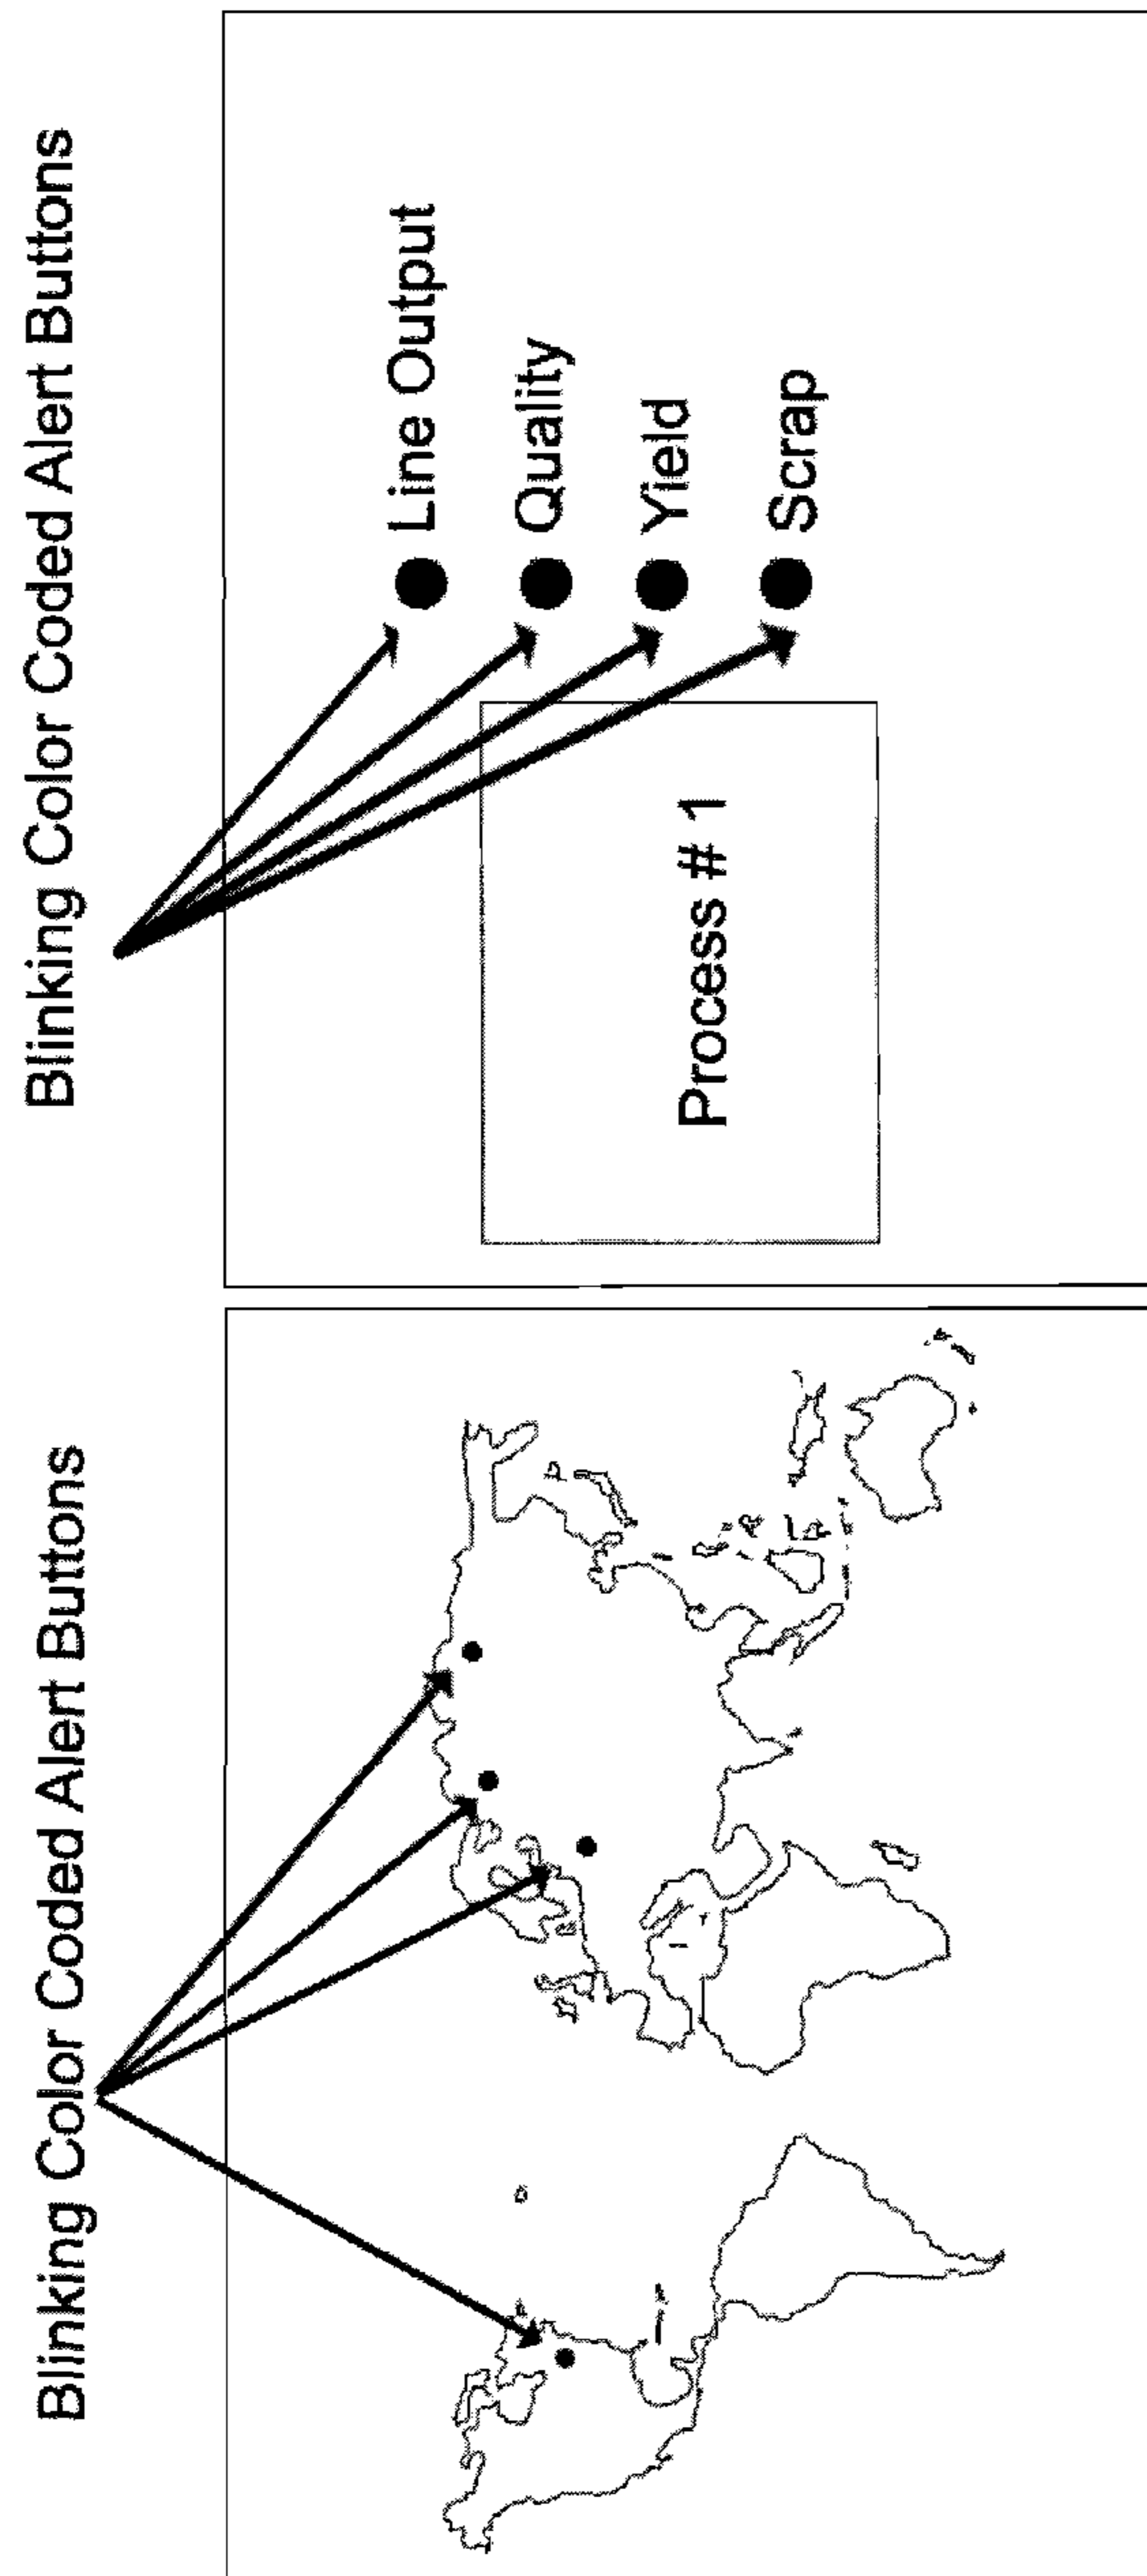 Blinking Color Coded Alert Buttons
Blinking Color Coded Alert Buttons
Line Output
Quality
Yield
Scrap
Process # 1